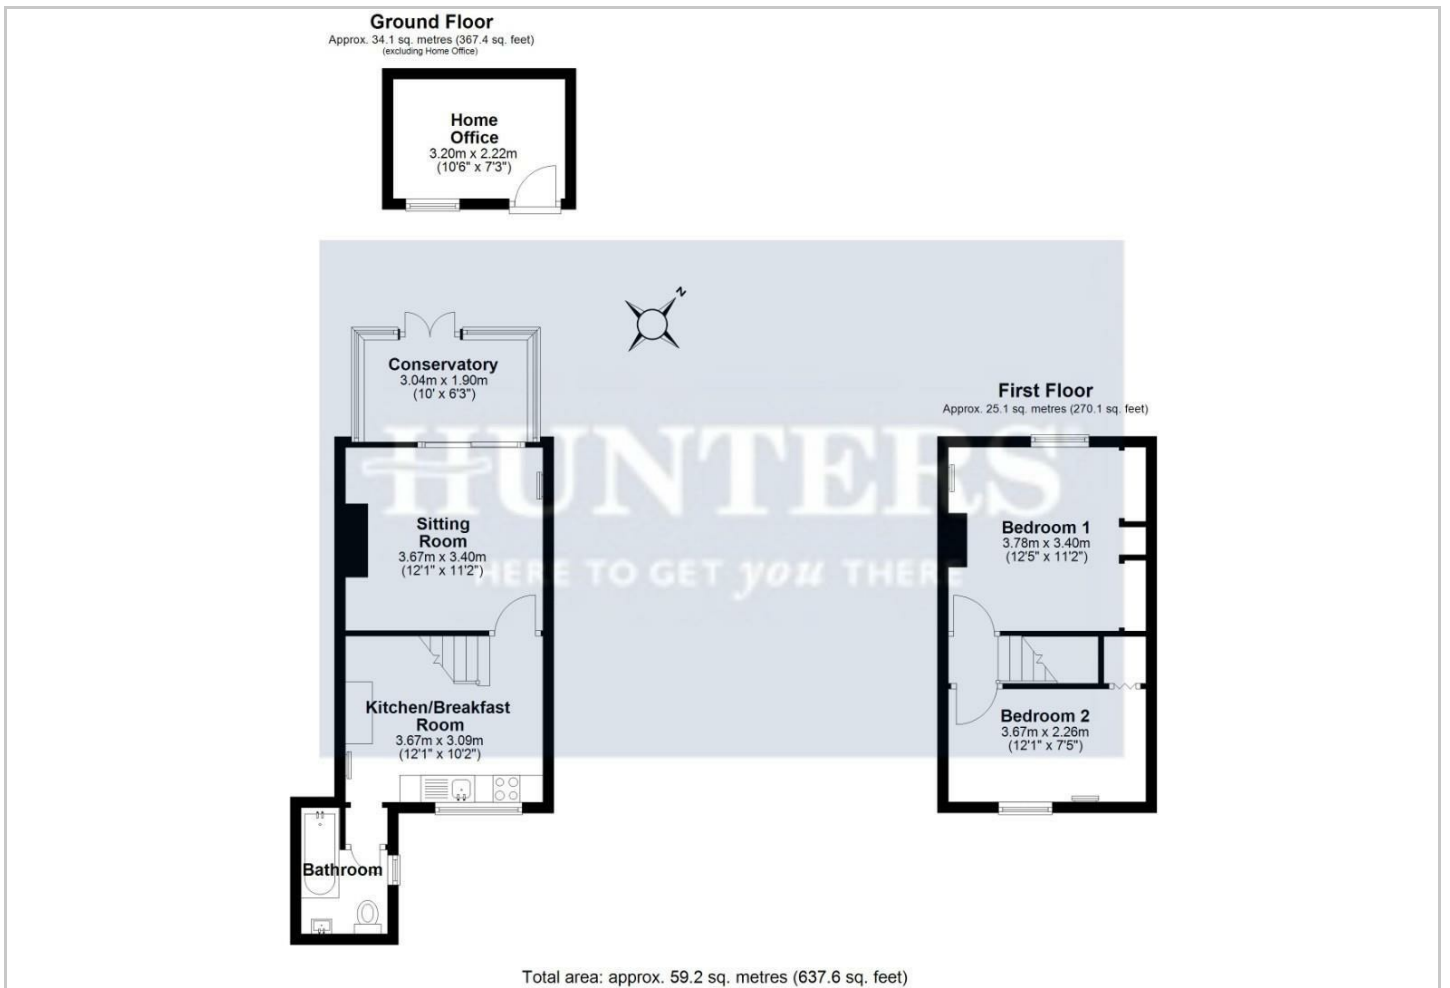 Ground Floor
Approx. 34.1 sq. metres (367.4 sq. feet)
(excluding Home Office)
Home
Office
3.20m x 2.22m
(10'6" x 7'3")
N
Conservatory
3.04m x 1.90m
(10' x 6'3")
First Floor
Approx. 25.1 sq. metres (270.1 sq. feet)
HUNTERS
HERE TO GET you THERE
Sitting
Room
3.67m x 3.40m
(12'1" x 11'2")
Bedroom 1
3.78m x 3.40m
(12'5" x 11'2")
Kitchen/Breakfast
Room
3.67m x 3.09m
(12'1" x 10'2")
Bedroom 2
3.67m x 2.26m
(12'1" x 7'5")
Bathroom
Total area: approx. 59.2 sq. metres (637.6 sq. feet)